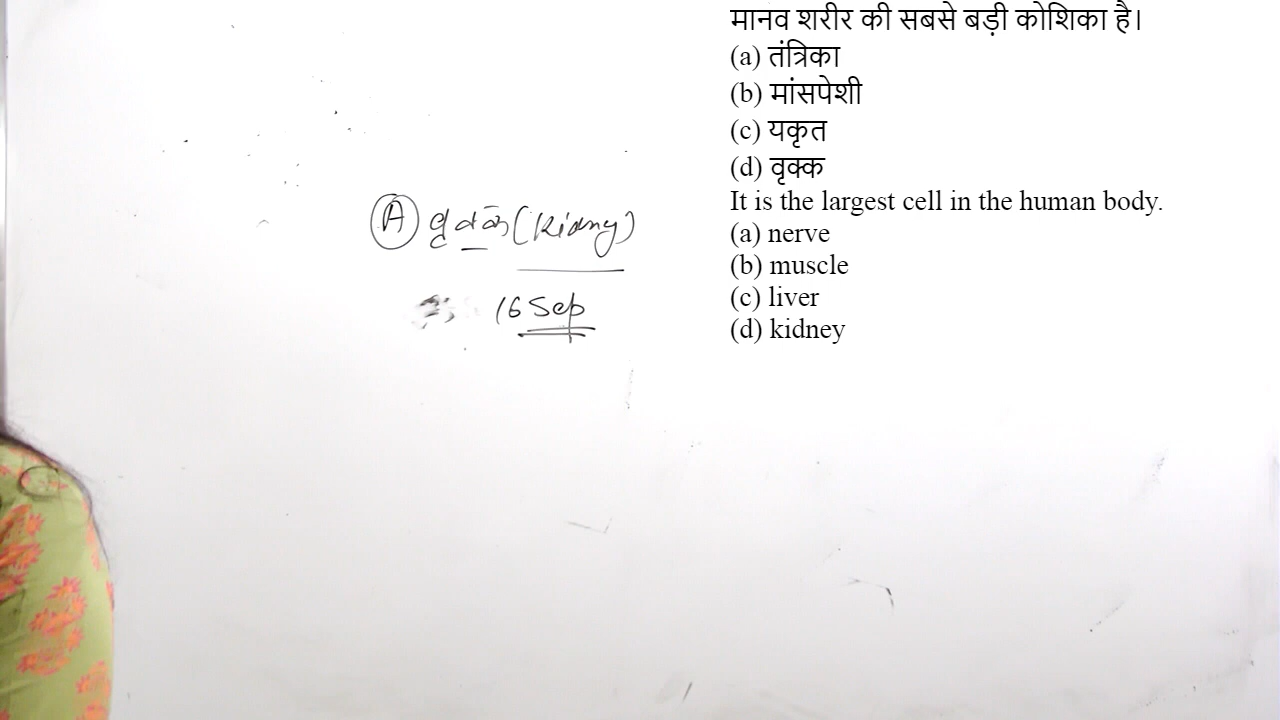 मानव शरीर की सबसे बड़ी कोशिका है।
(a) तंत्रिका
(b) मांसपेशी
(c) यकृत
(d) वृक्क
It is the largest cell in the human body.
(a) nerve
(b) muscle
(c) liver
(d) kidney
(A) (Kidney)
16 Sep